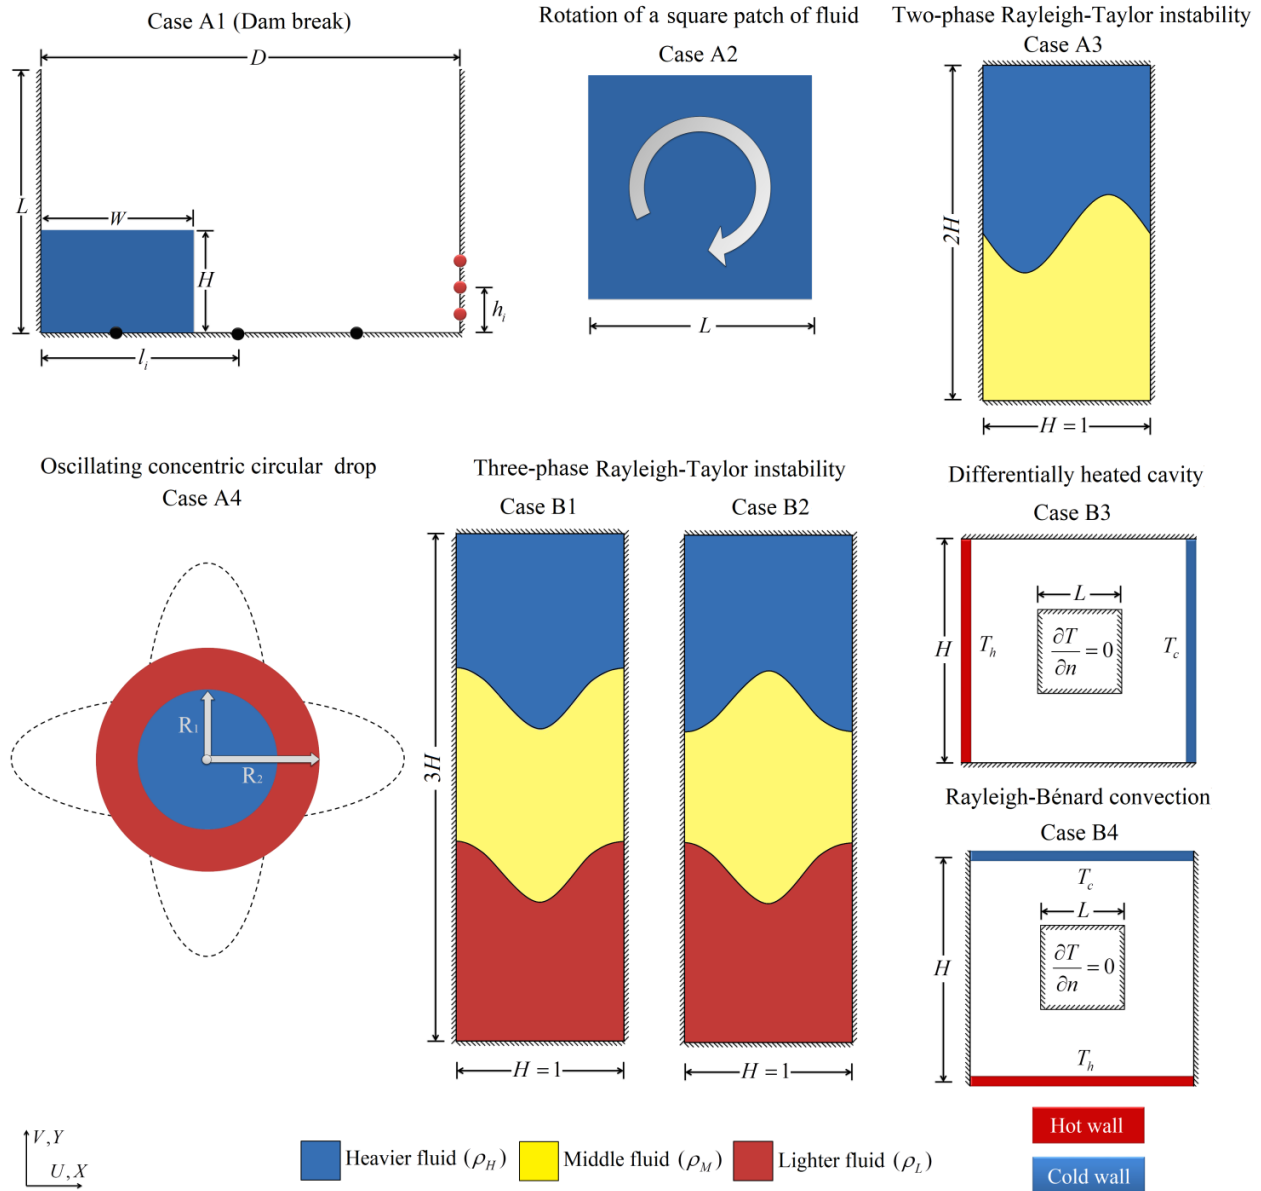 Case A1 (Dam break)
D
L
W
H
h_i
l_i
Rotation of a square patch of fluid
Case A2
L
Two-phase Rayleigh-Taylor instability
Case A3
2H
H = 1
Oscillating concentric circular drop
Case A4
R₁
R₂
Three-phase Rayleigh-Taylor instability
Case B1
Case B2
3H
H = 1
H = 1
Differentially heated cavity
Case B3
L
H
T_h
∂T/∂n = 0
T_c
Rayleigh-Bénard convection
Case B4
T_c
L
H
∂T/∂n = 0
T_h
V, Y
U, X
Heavier fluid (ρ_H)
Middle fluid (ρ_M)
Lighter fluid (ρ_L)
Hot wall
Cold wall